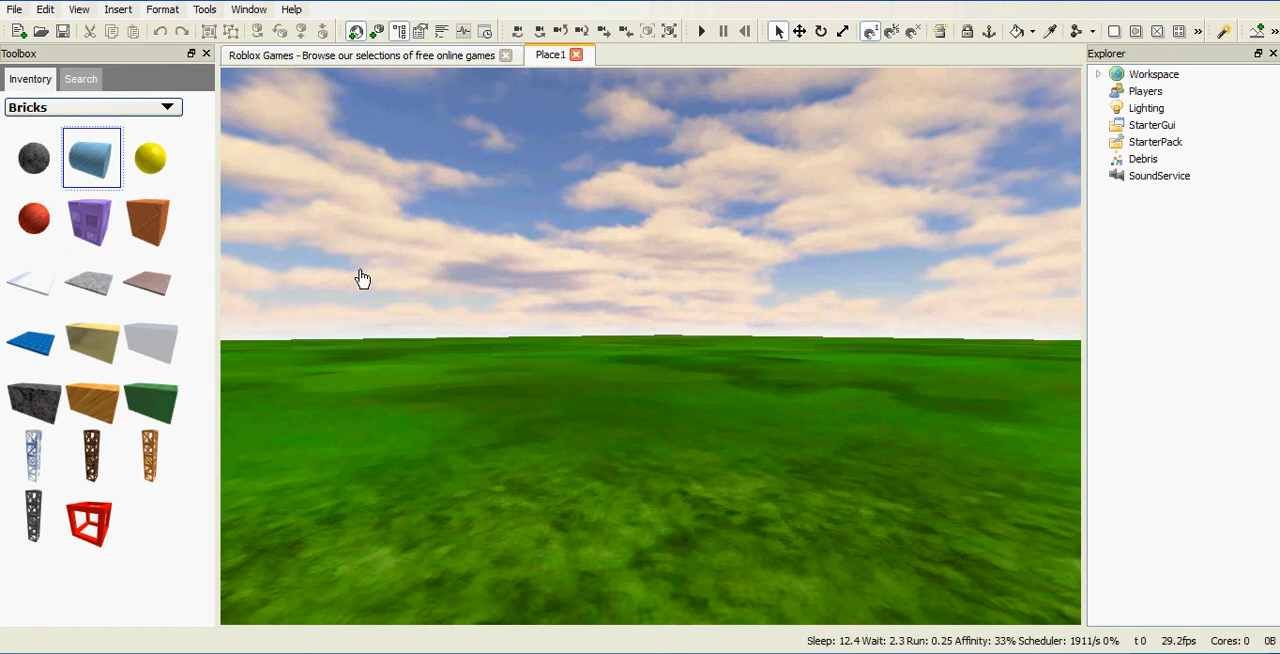 File Edit View Insert Format Tools Window Help
Toolbox
Roblox Games - Browse our selections of free online games
Place1
Explorer
Inventory Search
Bricks
Workspace
Players
Lighting
StarterGui
StarterPack
Debris
SoundService
Sleep: 12.4 Wait: 2.3 Run: 0.25 Affinity: 33% Scheduler: 1911/s 0% t 0 29.2fps Cores: 0 0B